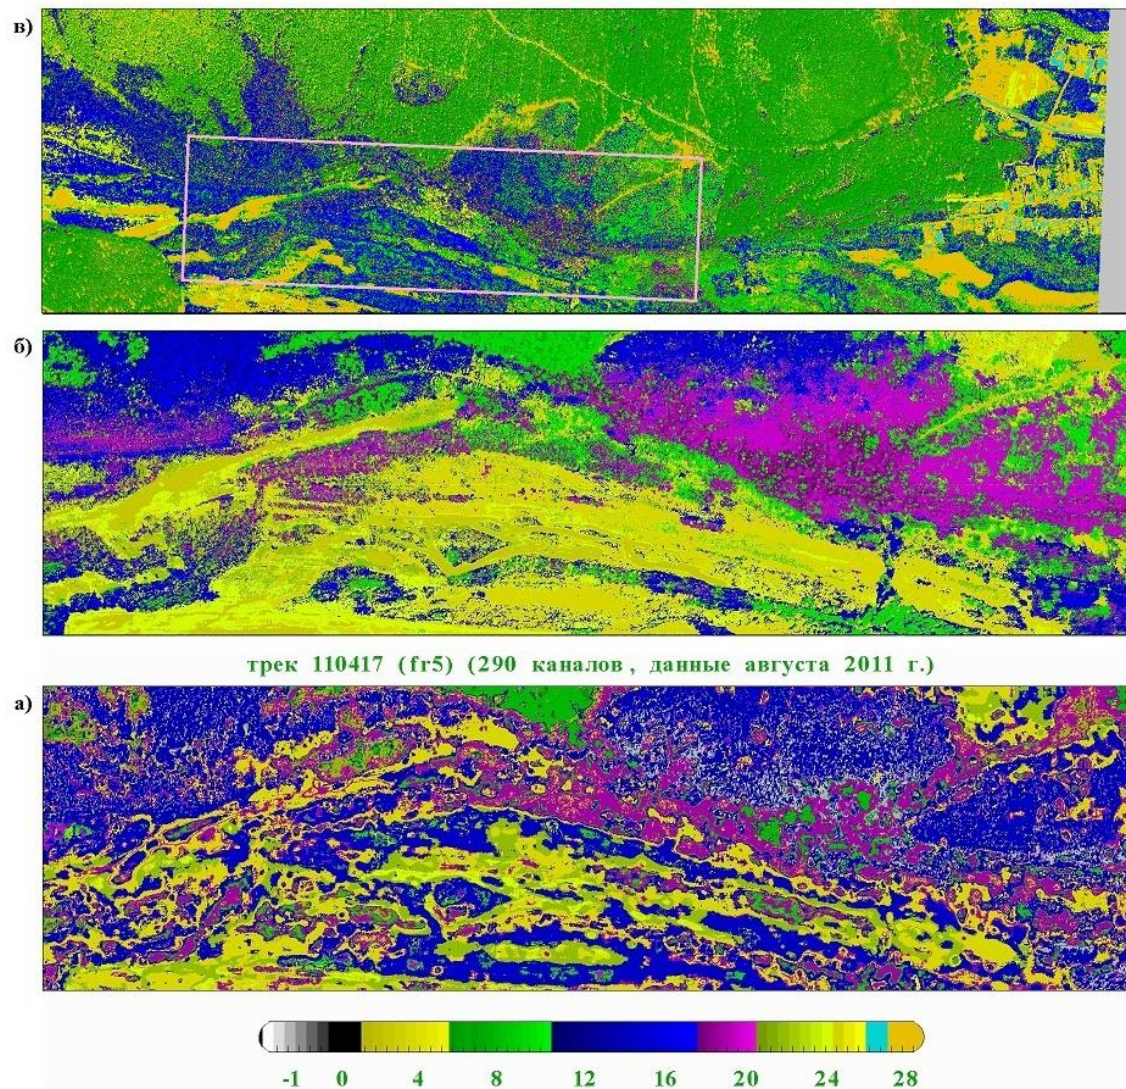 в)
б)
трек 110417 (fr5) (290 каналов, данные августа 2011 г.)
а)
-1 0 4 8 12 16 20 24 28